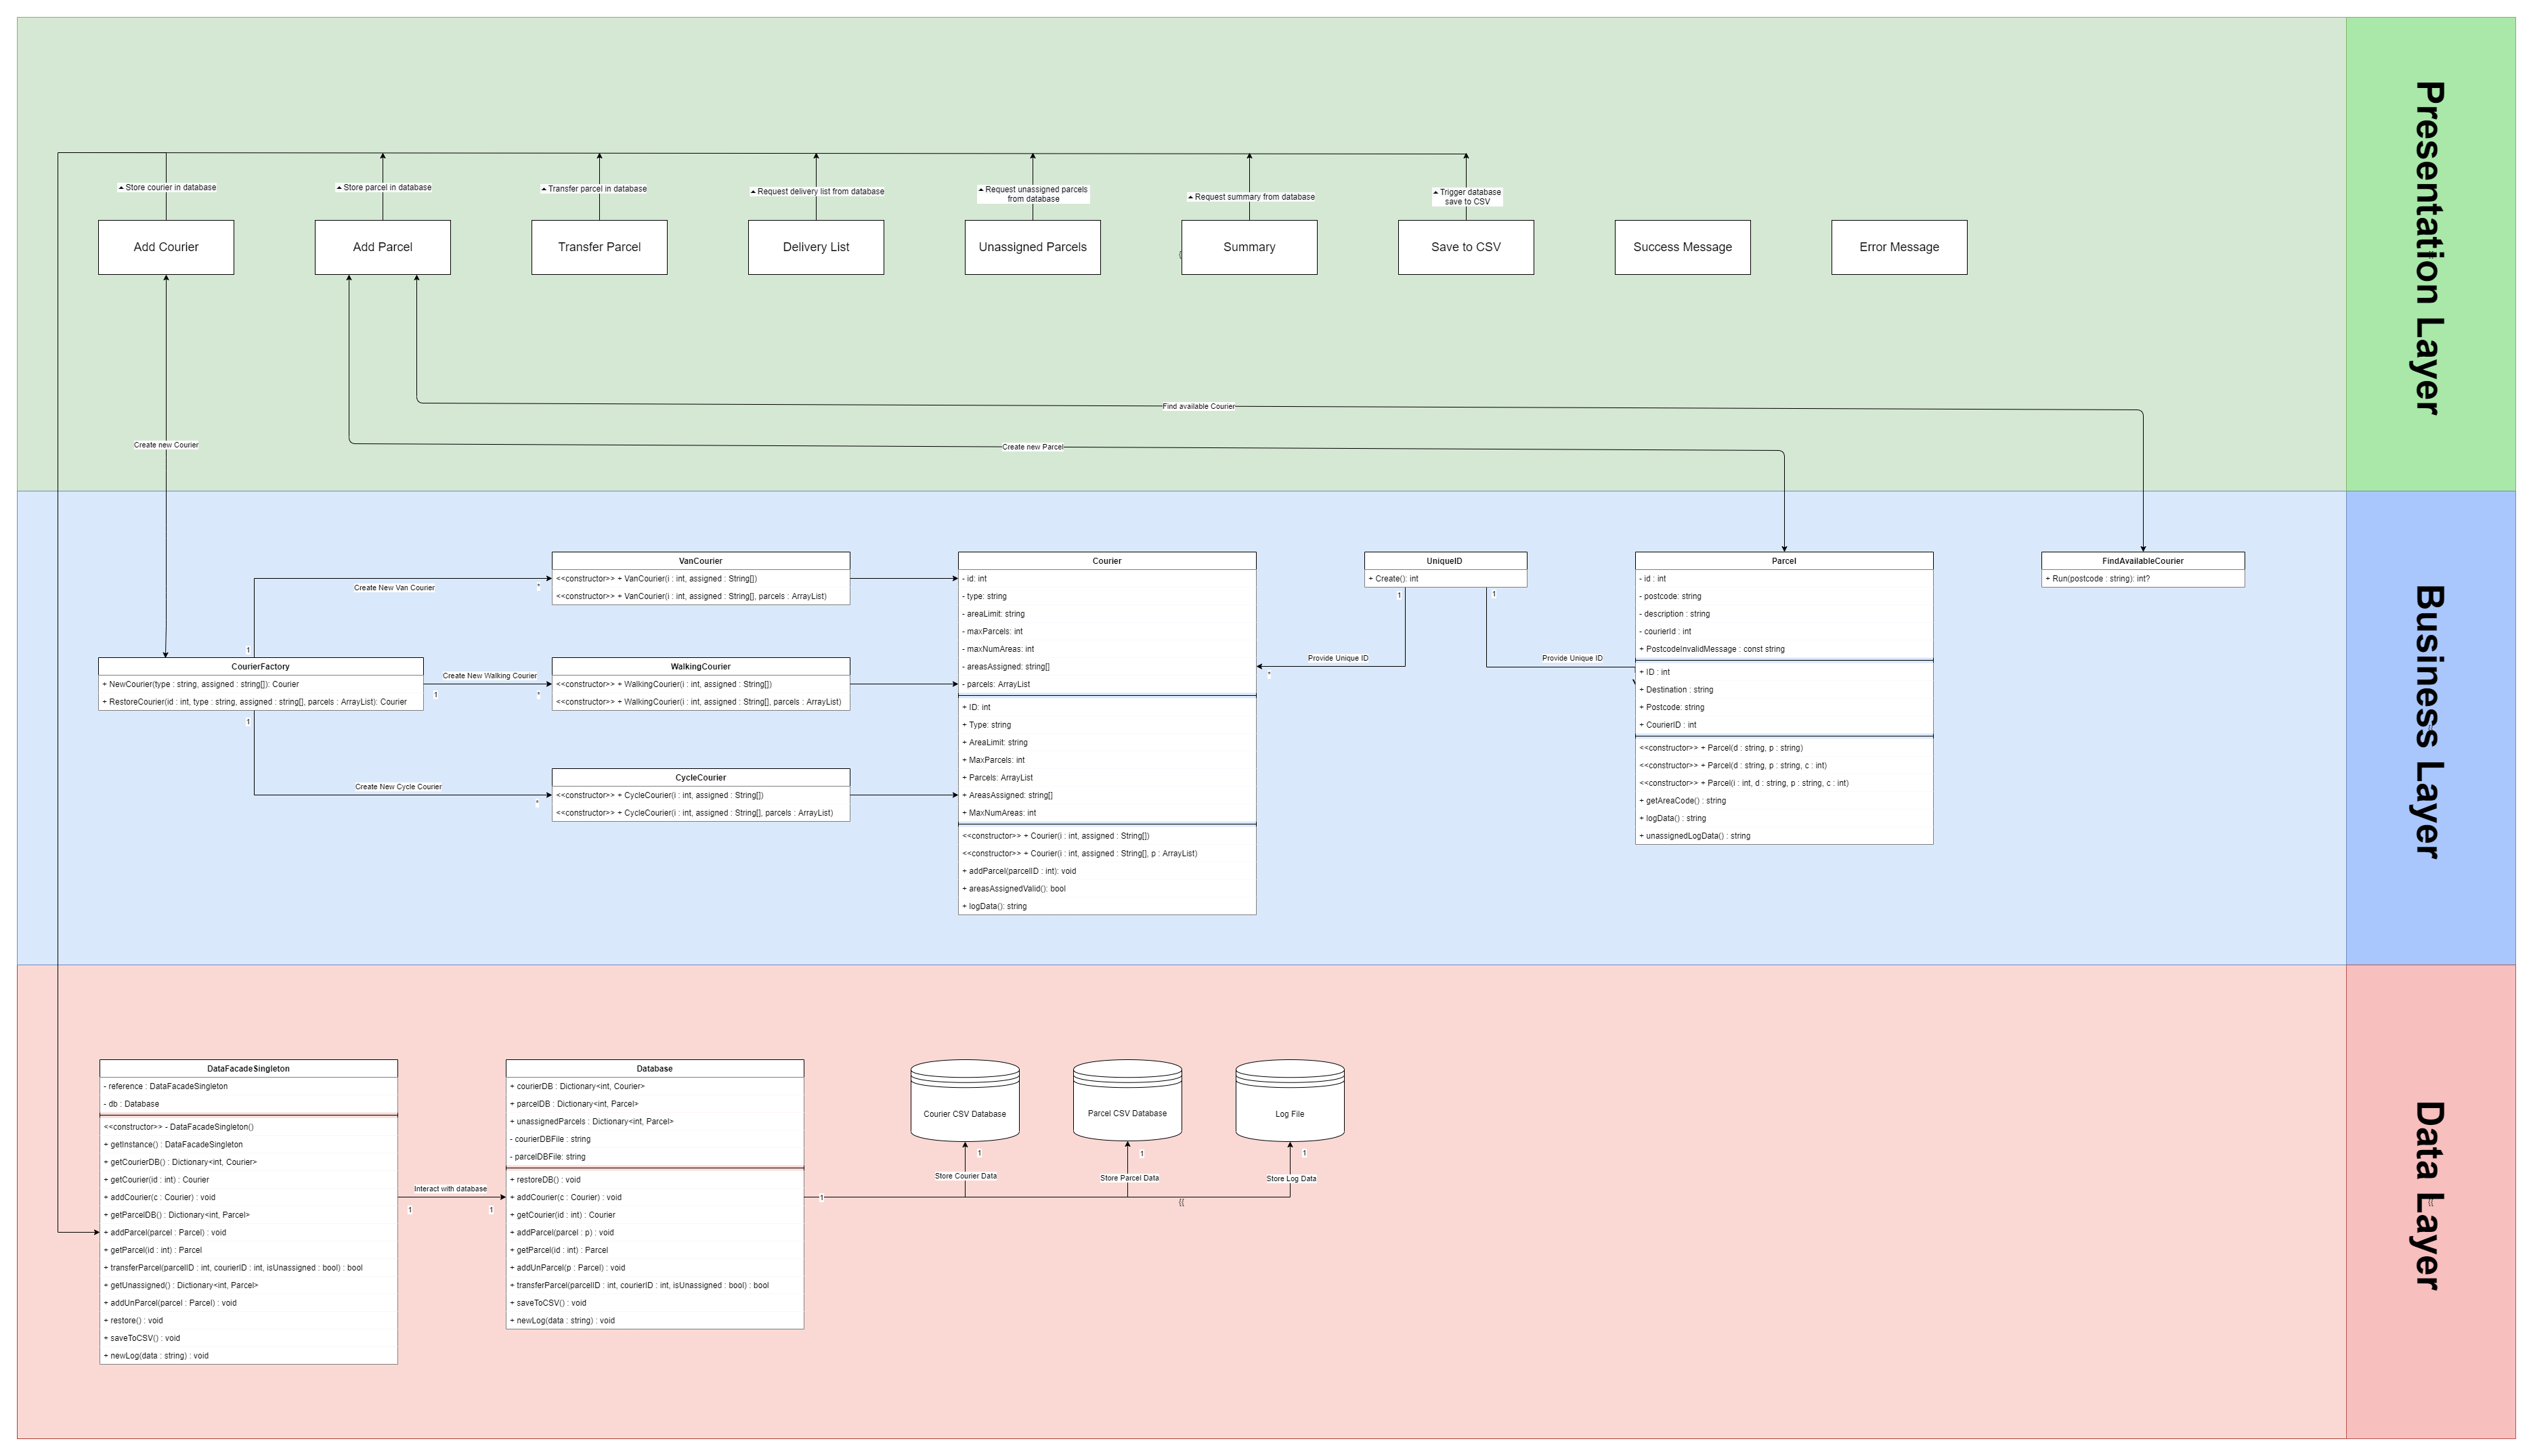 Presentation Layer
Store courier in database
Store parcel in database
Transfer parcel in database
Request delivery list from database
Request unassigned parcels
from database
Request summary from database
Trigger database
save to CSV
Add Courier
Add Parcel
Transfer Parcel
Delivery List
Unassigned Parcels
Summary
Save to CSV
Success Message
Error Message
Find available Courier
Create new Courier
Create new Parcel
Business Layer
CourierFactory
+ NewCourier(type : string, assigned : string[]): Courier
+ RestoreCourier(id : int, type : string, assigned : string[], parcels : ArrayList): Courier
1
Create New Van Courier
*
1
Create New Walking Courier
*
1
Create New Cycle Courier
*
VanCourier
<<constructor>> + VanCourier(i : int, assigned : String[])
<<constructor>> + VanCourier(i : int, assigned : String[], parcels : ArrayList)
WalkingCourier
<<constructor>> + WalkingCourier(i : int, assigned : String[])
<<constructor>> + WalkingCourier(i : int, assigned : String[], parcels : ArrayList)
CycleCourier
<<constructor>> + CycleCourier(i : int, assigned : String[])
<<constructor>> + CycleCourier(i : int, assigned : String[], parcels : ArrayList)
Courier
- id: int
- type: string
- areaLimit: string
- maxParcels: int
- maxNumAreas: int
- areasAssigned: string[]
- parcels: ArrayList
+ ID: int
+ Type: string
+ AreaLimit: string
+ MaxParcels: int
+ Parcels: ArrayList
+ AreasAssigned: string[]
+ MaxNumAreas: int
<<constructor>> + Courier(i : int, assigned : String[])
<<constructor>> + Courier(i : int, assigned : String[], p : ArrayList)
+ addParcel(parcelID : int): void
+ areasAssignedValid(): bool
+ logData(): string
UniqueID
+ Create(): int
1
1
Provide Unique ID
*
Provide Unique ID
Parcel
- id : int
- postcode: string
- description : string
- courierId : int
+ PostcodeInvalidMessage : const string
+ ID : int
+ Destination : string
+ Postcode: string
+ CourierID : int
<<constructor>> + Parcel(d : string, p : string)
<<constructor>> + Parcel(d : string, p : string, c : int)
<<constructor>> + Parcel(i : int, d : string, p : string, c : int)
+ getAreaCode() : string
+ logData() : string
+ unassignedLogData() : string
FindAvailableCourier
+ Run(postcode : string): int?
Data Layer
DataFacadeSingleton
- reference : DataFacadeSingleton
- db : Database
<<constructor>> - DataFacadeSingleton()
+ getInstance() : DataFacadeSingleton
+ getCourierDB() : Dictionary<int, Courier>
+ getCourier(id : int) : Courier
+ addCourier(c : Courier) : void
+ getParcelDB() : Dictionary<int, Parcel>
+ addParcel(parcel : Parcel) : void
+ getParcel(id : int) : Parcel
+ transferParcel(parcelID : int, courierID : int, isUnassigned : bool) : bool
+ getUnassigned() : Dictionary<int, Parcel>
+ addUnParcel(parcel : Parcel) : void
+ restore() : void
+ saveToCSV() : void
+ newLog(data : string) : void
Interact with database
1
1
Database
+ courierDB : Dictionary<int, Courier>
+ parcelDB : Dictionary<int, Parcel>
+ unassignedParcels : Dictionary<int, Parcel>
- courierDBFile : string
- parcelDBFile: string
+ restoreDB() : void
+ addCourier(c : Courier) : void
+ getCourier(id : int) : Courier
+ addParcel(parcel : p) : void
+ getParcel(id : int) : Parcel
+ addUnParcel(p : Parcel) : void
+ transferParcel(parcelID : int, courierID : int, isUnassigned : bool) : bool
+ saveToCSV() : void
+ newLog(data : string) : void
1
Courier CSV Database
Parcel CSV Database
Log File
1
1
1
Store Courier Data
Store Parcel Data
Store Log Data
{{